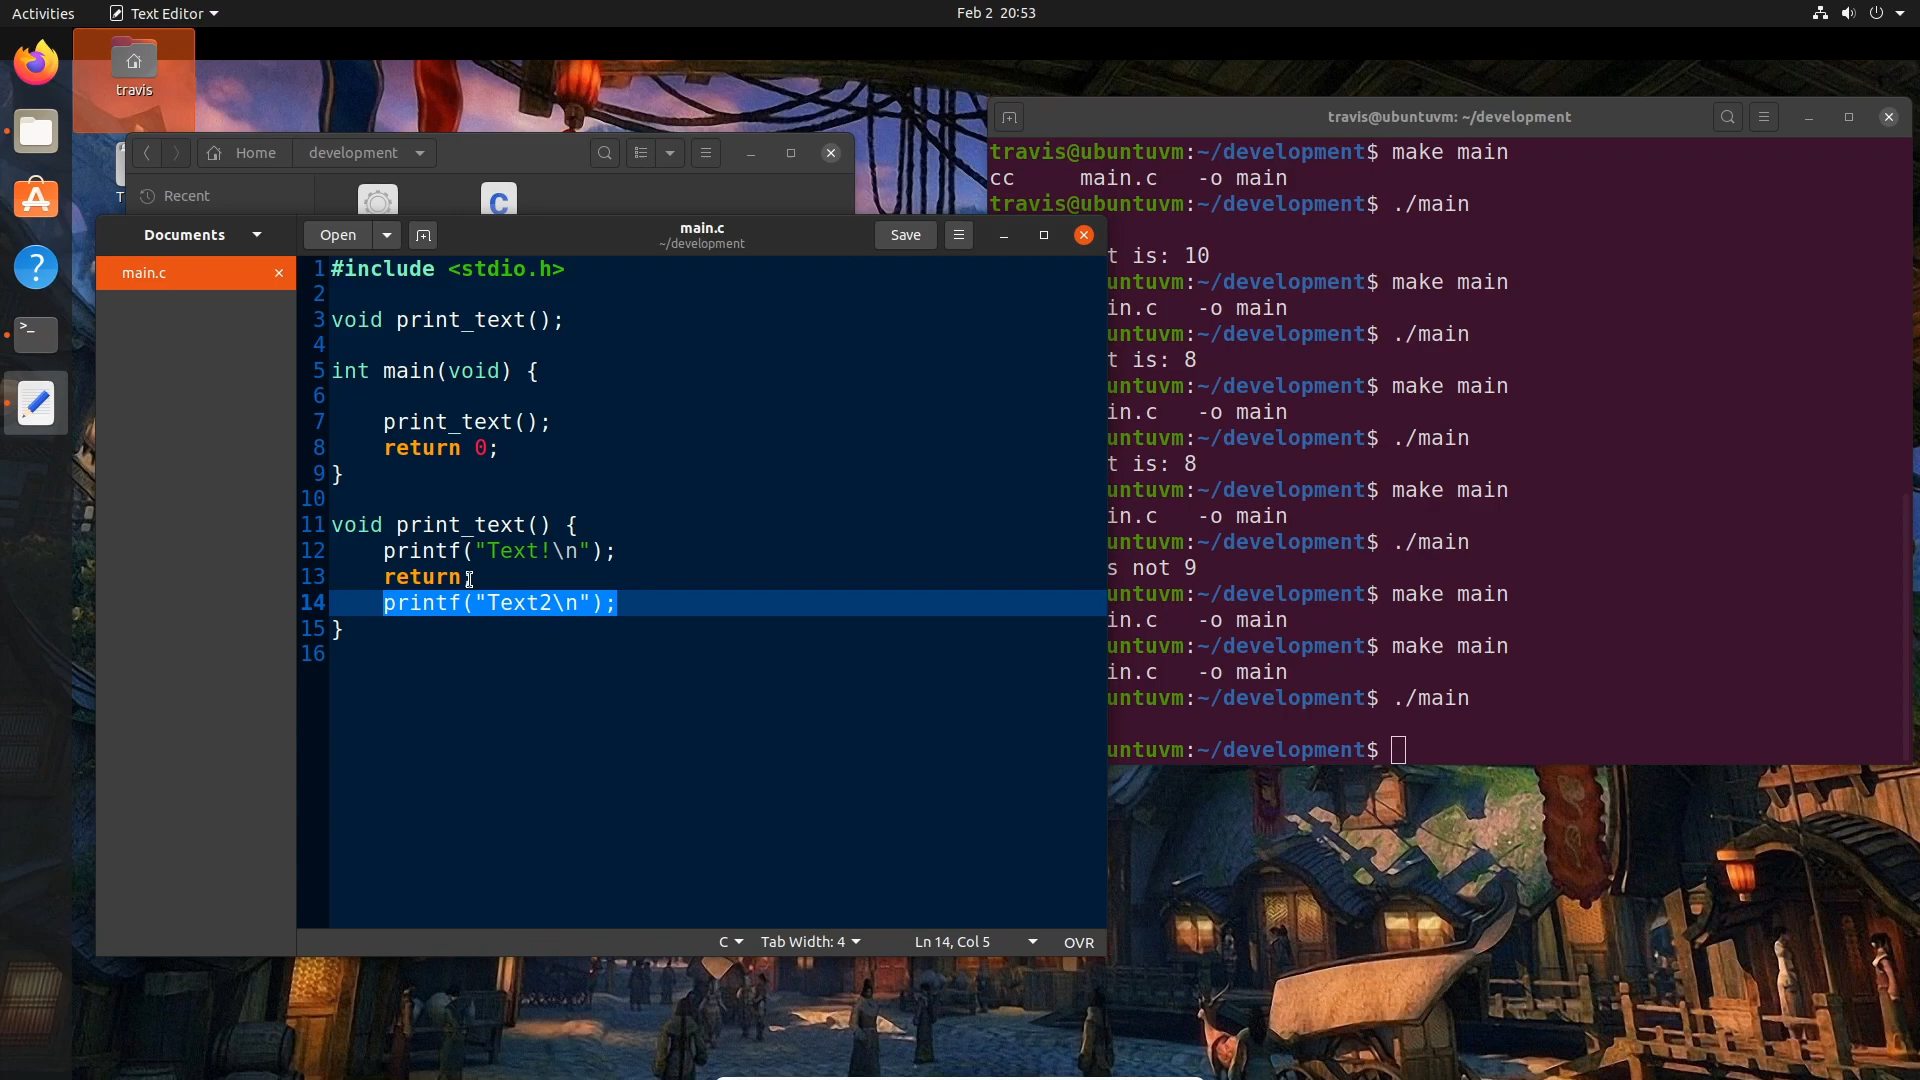 Activities
Text Editor
Feb 2 20:53
travis
Home
development
Recent
Documents
Open
main.c
~/development
Save
main.c
1 #include <stdio.h>
2
3 void print_text();
4
5 int main(void) {
6
7 print_text();
8 return 0;
9 }
10
11 void print_text() {
12 printf("Text!\n");
13 return
14 printf("Text2\n");
15 }
16
C
Tab Width: 4
Ln 14, Col 5
OVR
travis@ubuntuvm: ~/development
travis@ubuntuvm:~/development$ make main
cc main.c -o main
travis@ubuntuvm:~/development$ ./main
t is: 10
untuvm:~/development$ make main
in.c -o main
untuvm:~/development$ ./main
t is: 8
untuvm:~/development$ make main
in.c -o main
untuvm:~/development$ ./main
t is: 8
untuvm:~/development$ make main
in.c -o main
untuvm:~/development$ ./main
s not 9
untuvm:~/development$ make main
in.c -o main
untuvm:~/development$ make main
in.c -o main
untuvm:~/development$ ./main
untuvm:~/development$